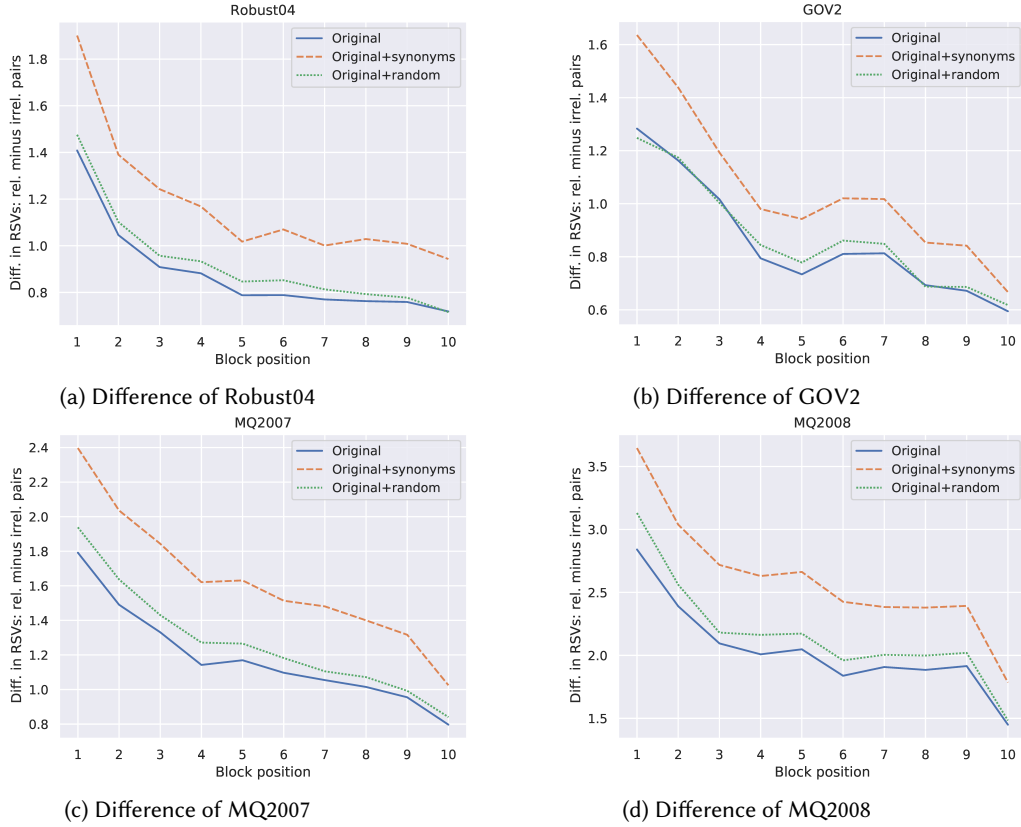 Robust04
Diff. in RSVs: rel. minus irrel. pairs
1.8
1.6
1.4
1.2
1.0
0.8
Original
Original+synonyms
Original+random
1 2 3 4 5 6 7 8 9 10
Block position
(a) Difference of Robust04
GOV2
Diff. in RSVs: rel. minus irrel. pairs
1.6
1.4
1.2
1.0
0.8
0.6
Original
Original+synonyms
Original+random
1 2 3 4 5 6 7 8 9 10
Block position
(b) Difference of GOV2
MQ2007
Diff. in RSVs: rel. minus irrel. pairs
2.4
2.2
2.0
1.8
1.6
1.4
1.2
1.0
0.8
Original
Original+synonyms
Original+random
1 2 3 4 5 6 7 8 9 10
Block position
(c) Difference of MQ2007
MQ2008
Diff. in RSVs: rel. minus irrel. pairs
3.5
3.0
2.5
2.0
1.5
Original
Original+synonyms
Original+random
1 2 3 4 5 6 7 8 9 10
Block position
(d) Difference of MQ2008